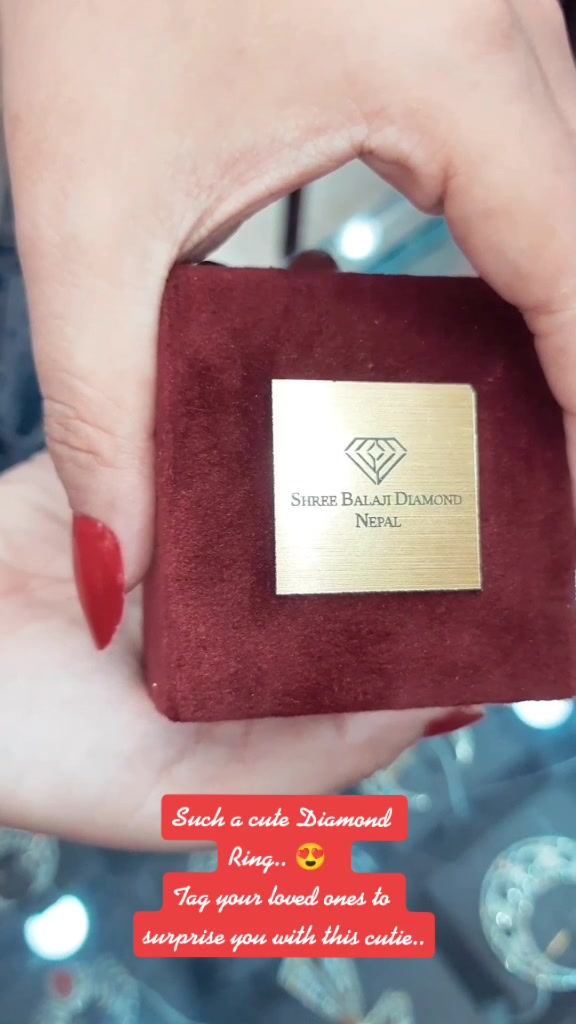 SHREE BALAJI DIAMOND
NEPAL
Such a cute Diamond
Ring.. 😍
Tag your loved ones to
surprise you with this cutie..